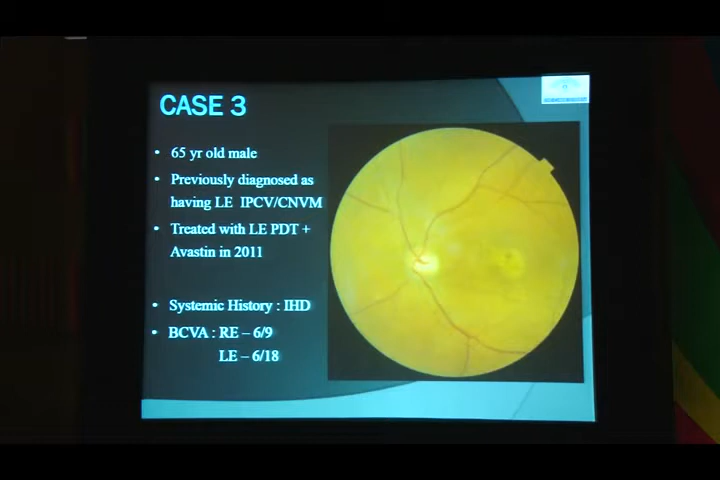 CASE 3
• 65 yr old male
• Previously diagnosed as
having LE IPCV/CNVM
• Treated with LE PDT +
Avastin in 2011
• Systemic History : IHD
• BCVA : RE – 6/9
LE – 6/18